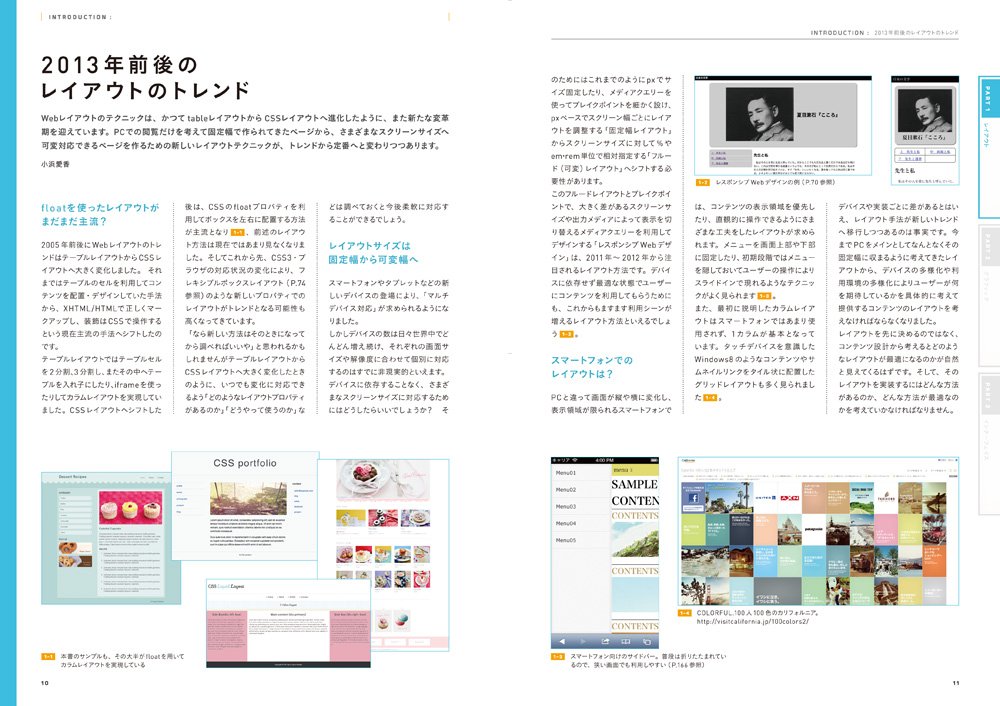 INTRODUCTION :
2013年前後の
レイアウトのトレンド
Webレイアウトのテクニックは、かつて tableレイアウトから CSSレイアウトへ進化したように、また新たな変革
期を迎えています。PCでの閲覧だけを考えて固定幅で作られてきたページから、さまざまなスクリーンサイズへ
可変対応できるページを作るための新しいレイアウトテクニックが、トレンドから定番へと変わりつつあります。
小浜愛香
floatを使ったレイアウトが
まだまだ主流？
2005年前後にWebレイアウトのトレ
ンドはテーブルレイアウトからCSSレ
イアウトへ大きく変化しました。 それ
まではテーブルのセルを利用してコン
テンツを配置・デザインしていた手法
から、XHTML/HTMLで正しくマーク
アップし、装飾はCSSで操作する
という現在主流の手法へシフトしたの
です。
テーブルレイアウトではテーブルセル
を2分割、3分割し、またその中へテー
ブルを入れ子にしたり、iframeを使っ
たりしてカラムレイアウトを実現してい
ました。CSSレイアウトへシフトした
後は、CSSのfloatプロパティを利
用してボックスを左右に配置する方法
が主流となり 1-1 、前述のレイアウ
ト方法は現在ではあまり見なくなりま
した。そしてこれから先、CSS3・ブ
ラウザの対応状況の変化により、フ
レキシブルボックスレイアウト（P.74
参照）のような新しいプロパティでの
レイアウトがトレンドとなる可能性も
高くなってきています。
「なら新しい方法はそのときになって
から調べればいいや」と思われるかも
しれませんがテーブルレイアウトから
CSSレイアウトへ大きく変化したとき
のように、いつでも変化に対応でき
るよう「どのようなレイアウトプロパティ
があるのか」「どうやって使うのか」な
どは調べておくと今後柔軟に対応す
ることができるでしょう。
レイアウトサイズは
固定幅から可変幅へ
スマートフォンやタブレットなどの新
しいデバイスの登場により、「マルチ
デバイス対応」が求められるようにな
りました。
しかしデバイスの数は日々世界中でど
んどん増え続け、それぞれの画面サ
イズや解像度に合わせて個別に対応
するのはすでに非現実的といえます。
デバイスに依存することなく、さまざ
まなスクリーンサイズに対応するため
にはどうしたらいいでしょうか？ そ
Dessert Recipes
CSS portfolio
CSS Layout
1-1 本書のサンプルも、その大半がfloatを用いて
カラムレイアウトを実現している
10
INTRODUCTION : 2013年前後のレイアウトのトレンド
のためにはこれまでのようにpxでサ
イズ固定したり、メディアクエリーを
使ってブレイクポイントを細かく設け、
pxベースでスクリーン幅ごとにレイア
ウトを調整する「固定幅レイアウト」
からスクリーンサイズに対して％や
em・rem単位で相対指定する「フルー
ド（可変）レイアウト」へシフトする必
要性があります。
このフルードレイアウトとブレイクポイ
ントで、大きく差があるスクリーンサ
イズや出力メディアによって表示を切
り替えるメディアクエリーを利用して
デザインする「レスポンシブ Webデザ
イン」は、2011年〜2012年から注
目されるレイアウト方法です。デバイ
スに依存せず最適な状態でユーザー
にコンテンツを利用してもらうために
も、これからもますます利用シーンが
増えるレイアウト方法といえるでしょ
う 1-2 。
スマートフォンでの
レイアウトは？
PCと違って画面が縦や横に変化し、
表示領域が限られるスマートフォンで
夏目漱石「こころ」
先生と私
夏目漱石「こころ」
先生と私
1-2 レスポンシブWebデザインの例（P.70参照）
は、コンテンツの表示領域を優先し
たり、直観的に操作できるようにさま
ざまな工夫をしたレイアウトが求めら
れます。メニューを画面上部や下部
に固定したり、初期段階ではメニュー
を隠しておいてユーザーの操作により
スライドインで現れるようなテクニッ
クがよく見られます 1-3 。
また、最初に説明したカラムレイア
ウトはスマートフォンではあまり使
用されず、1カラムが基本となって
います。タッチデバイスを意識した
Windows8のようなコンテンツやサ
ムネイルリンクをタイル状に配置した
グリッドレイアウトも多く見られまし
た 1-4 。
デバイスや実装ごとに差があるとはい
え、レイアウト手法が新しいトレンド
へ移行しつつあるのは事実です。今
までPCをメインとしてなんとなくその
固定幅に収まるように考えてきたレイ
アウトから、デバイスの多様化や利
用環境の多様化によりユーザーが何
を期待しているかを具体的に考えて
提供するコンテンツのレイアウトを考
えなければならなくなりました。
レイアウトを先に決めるのではなく、
コンテンツ設計から考えるとどのよう
なレイアウトが最適になるのかが自然
と見えてくるはずです。そして、その
レイアウトを実装するにはどんな方法
があるのか、どんな方法が最適なの
かを考えていかなければなりません。
4:00 PM
menu
Menu01
Menu02
Menu03
Menu04
Menu05
SAMPLE
CONTEN
CONTENTS
CONTENTS
CONTENTS
1-3 スマートフォン向けのサイドバー。普段は折りたたまれてい
るので、狭い画面でも利用しやすい（P.166参照）
patagonia
1-4 COLORFUL.100人100色のカリフォルニア。
http://visitcalifornia.jp/100colors2/
PART 1
レイアウト
PART 2
PART 3
11